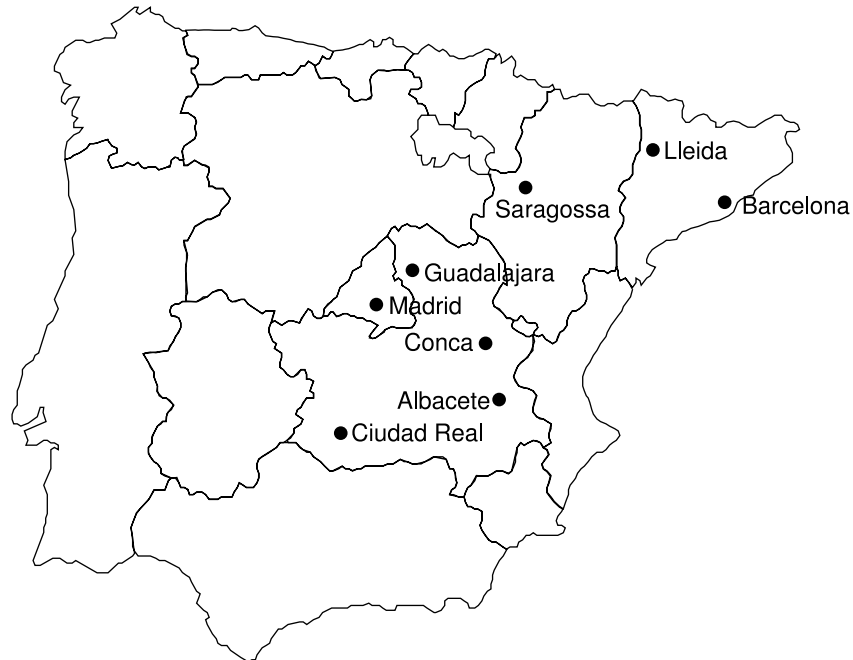 Lleida
Saragossa
Barcelona
Guadalajara
Madrid
Conca
Albacete
Ciudad Real